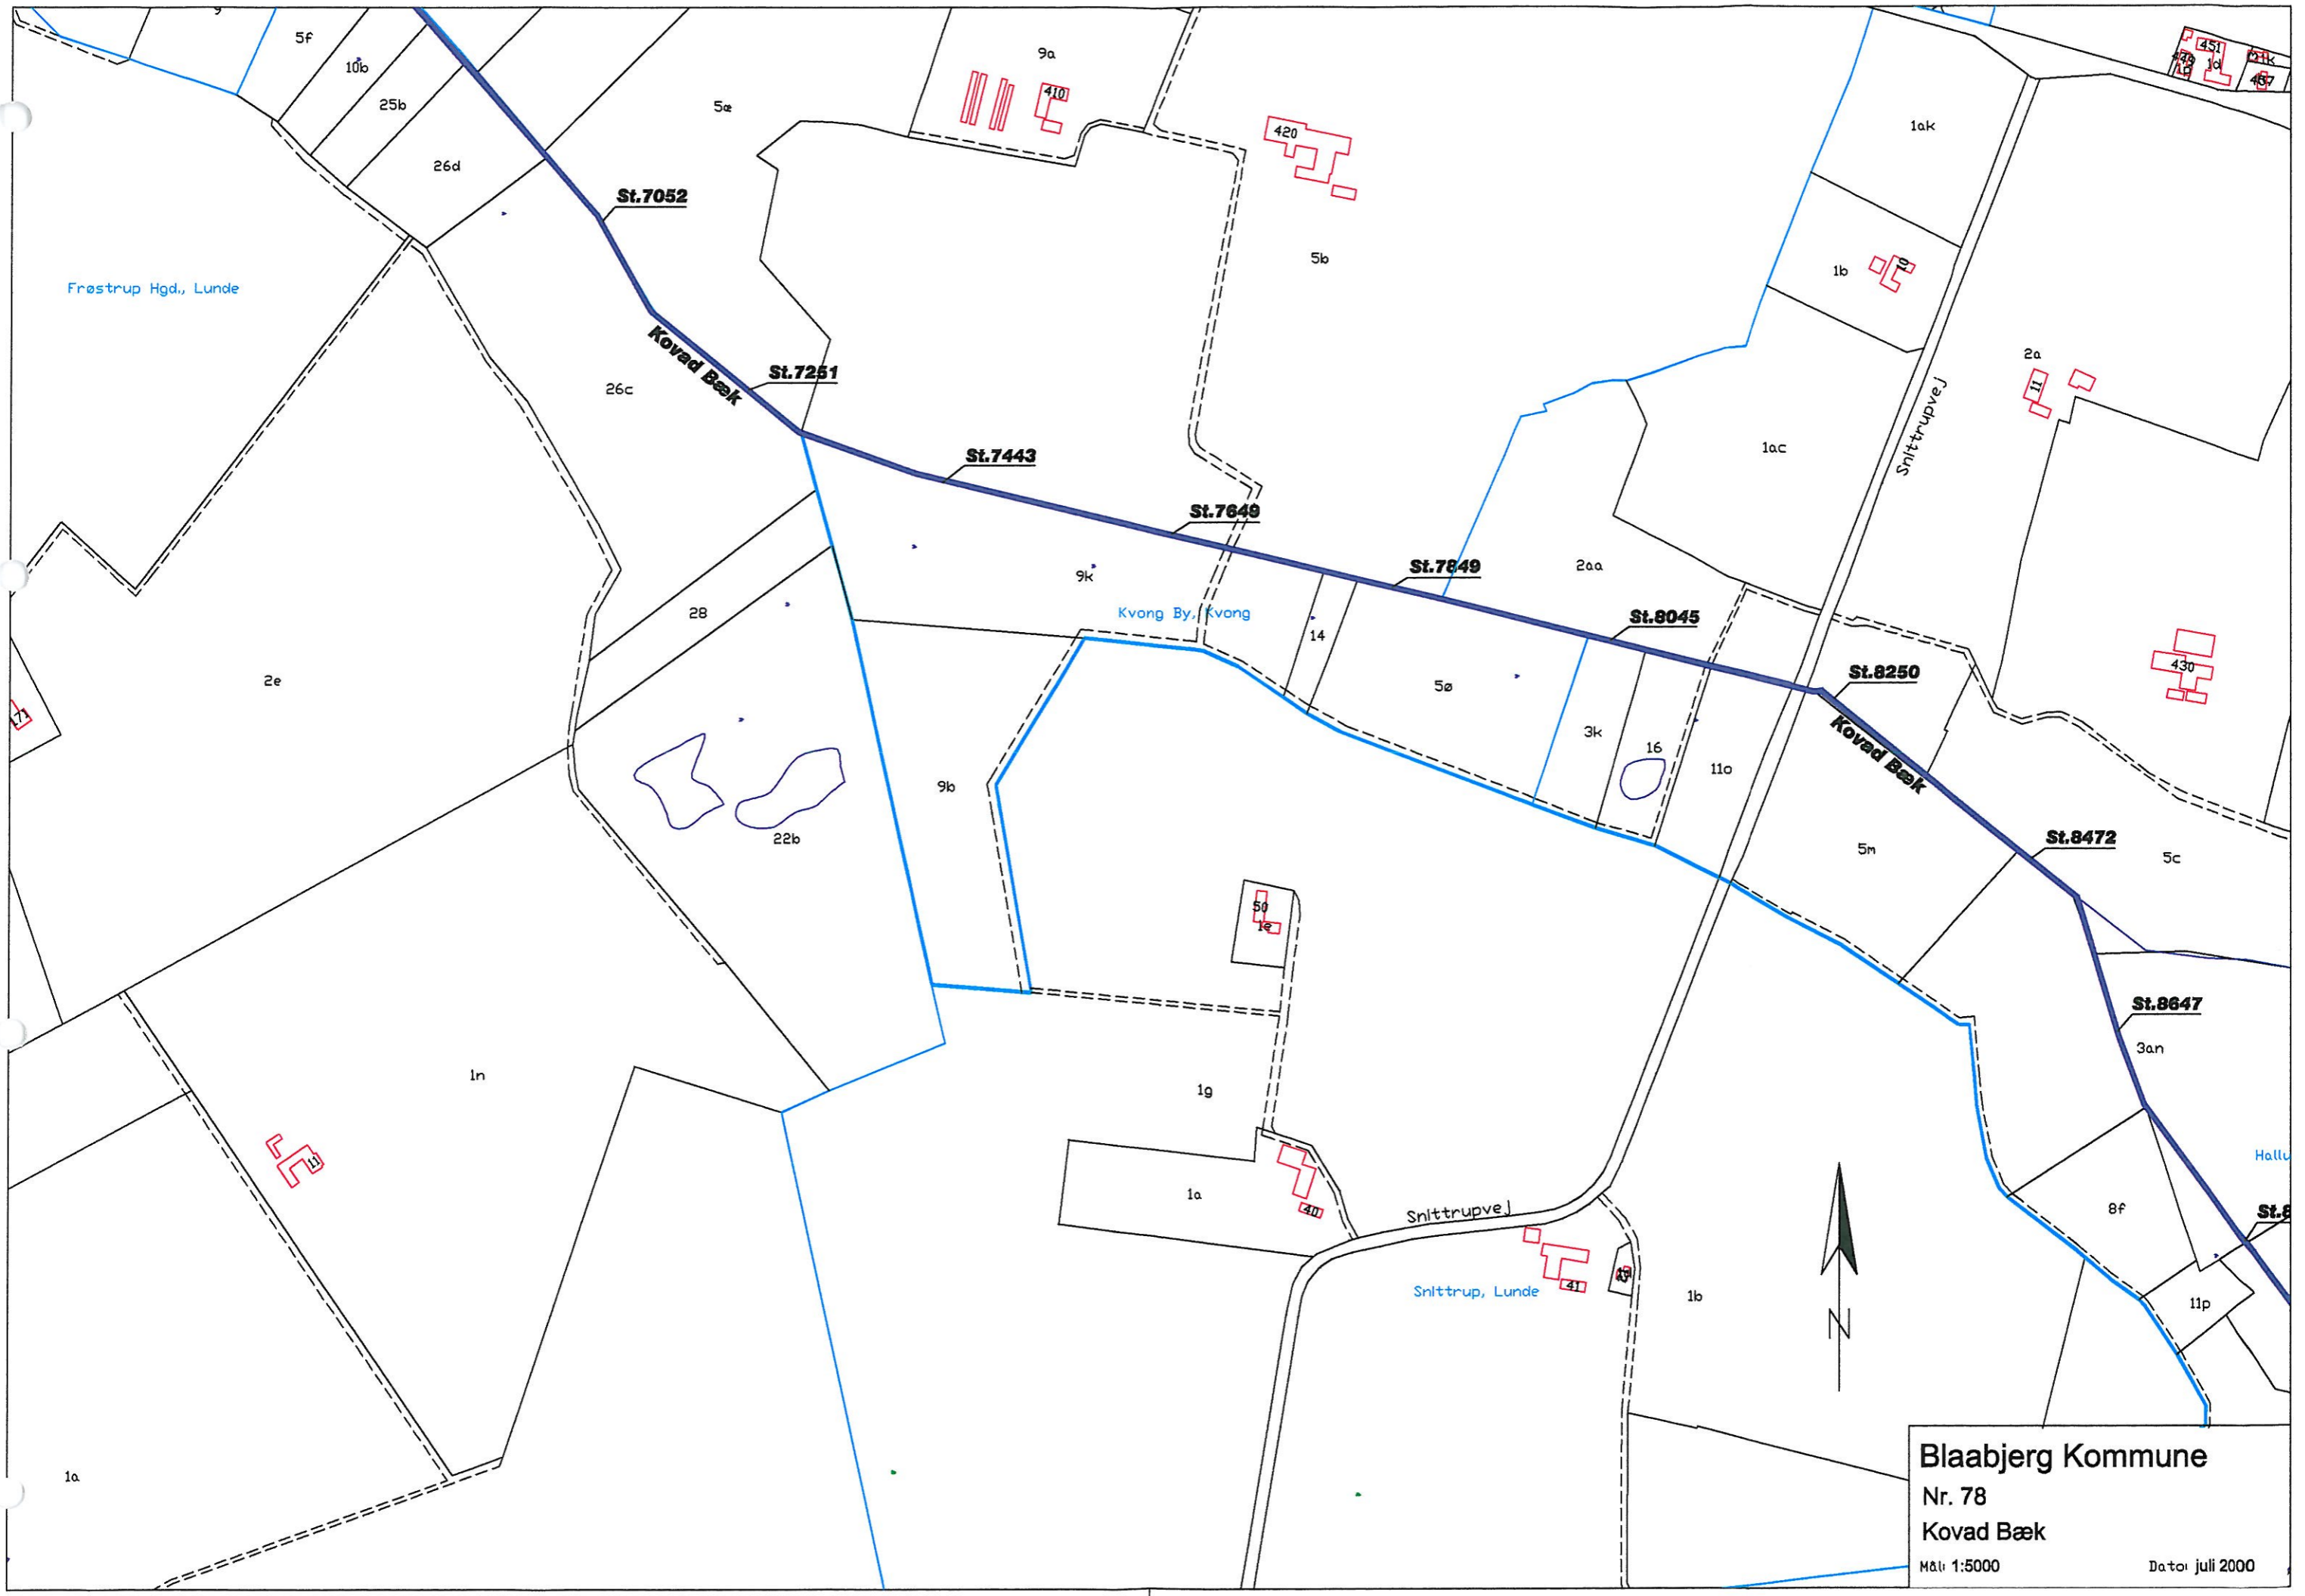 5f
10b
25b
26d
5æ
9a
410
420
451
1d
1ak
St.7052
5b
1b
10
Frøstrup Hgd., Lunde
2a
11
Kovad Bæk
St.7251
26c
Snittrupvej
1ac
St.7443
St.7649
St.7849
2aa
9k
Kvong By, Kvong
28
14
St.8045
2e
171
5ø
St.8250
430
3k
16
11o
Kovad Bæk
9b
22b
5m
St.8472
5c
50
1e
St.8647
3an
1n
1g
11
Hallu
1a
40
Snittrupvej
8f
St.8
Snittrup, Lunde
41
1b
11p
N
1a
Blaabjerg Kommune
Nr. 78
Kovad Bæk
Mål: 1:5000
Dato: juli 2000